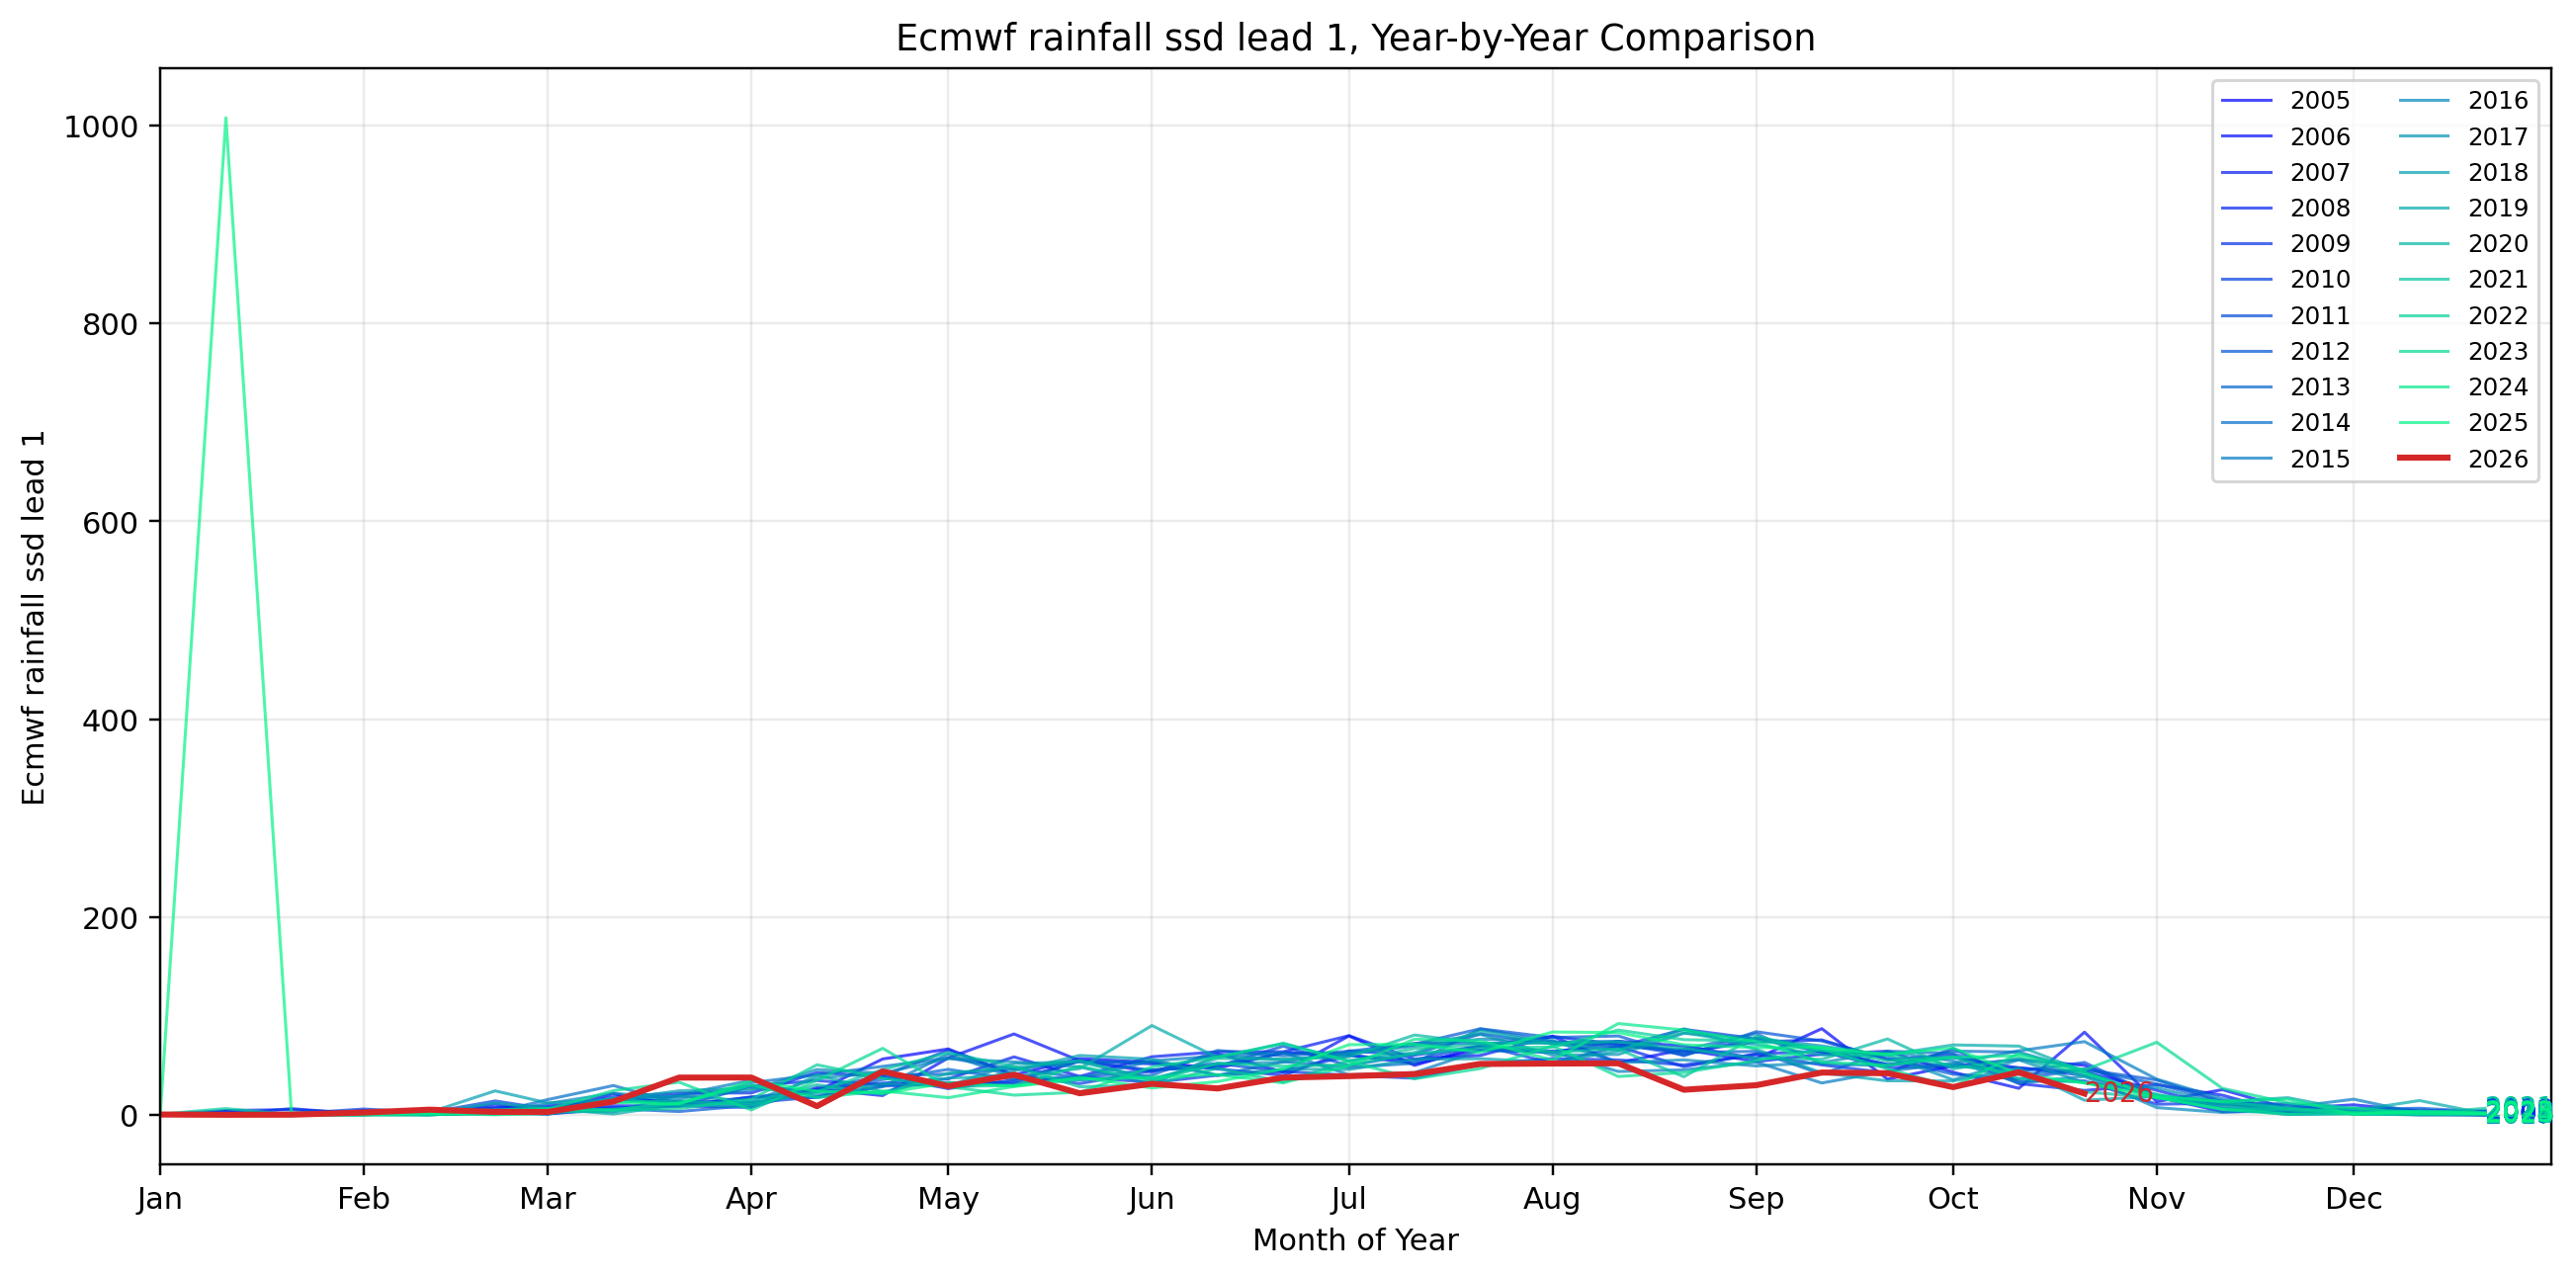 Ecmwf rainfall ssd lead 1, Year-by-Year Comparison
Ecmwf rainfall ssd lead 1
1000
800
600
400
200
0
2005
2006
2007
2008
2009
2010
2011
2012
2013
2014
2015
2016
2017
2018
2019
2020
2021
2022
2023
2024
2025
2026
2026
Jan
Feb
Mar
Apr
May
Jun
Jul
Aug
Sep
Oct
Nov
Dec
Month of Year